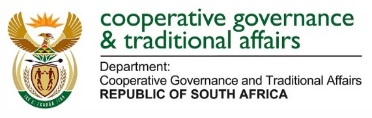 cooperative governance
& traditional affairs
Department:
Cooperative Governance and Traditional Affairs
REPUBLIC OF SOUTH AFRICA